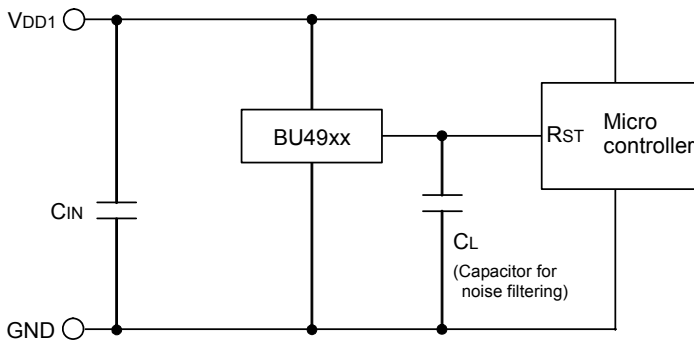 VDD1
BU49xx
RST
Micro
controller
CIN
CL
(Capacitor for
noise filtering)
GND